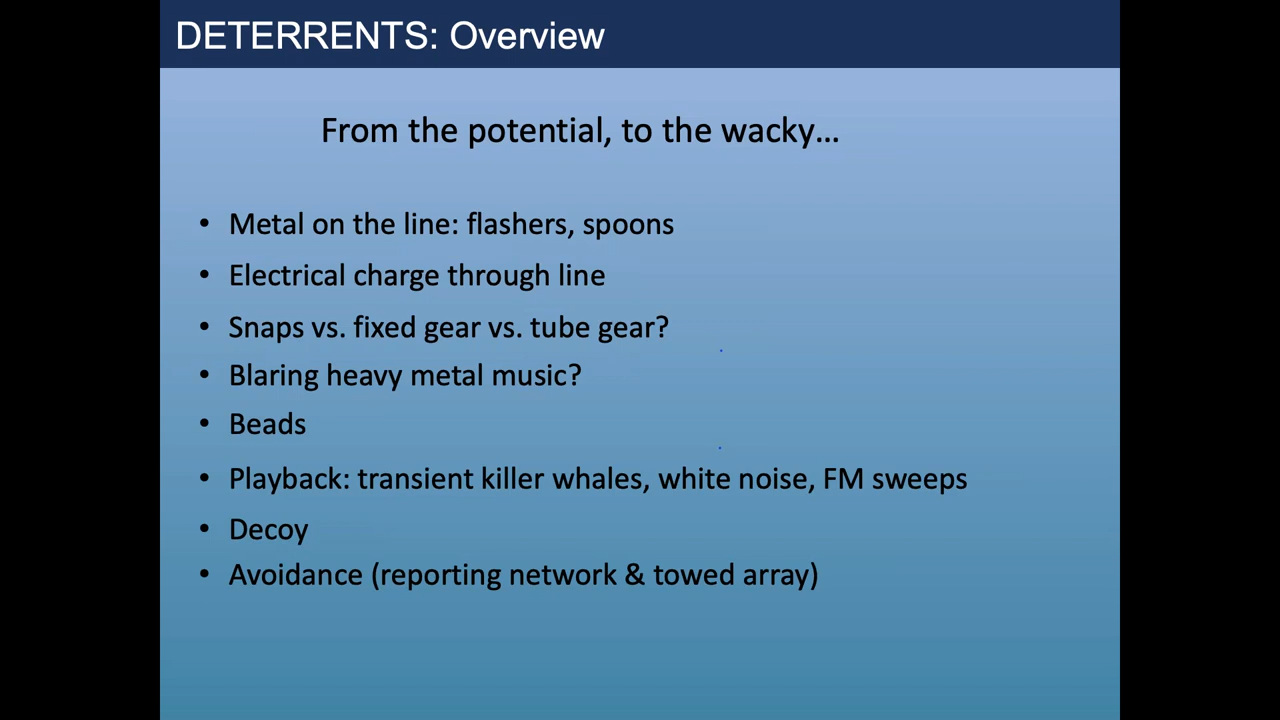 DETERRENTS: Overview
From the potential, to the wacky…
• Metal on the line: flashers, spoons
• Electrical charge through line
• Snaps vs. fixed gear vs. tube gear?
• Blaring heavy metal music?
• Beads
• Playback: transient killer whales, white noise, FM sweeps
• Decoy
• Avoidance (reporting network & towed array)